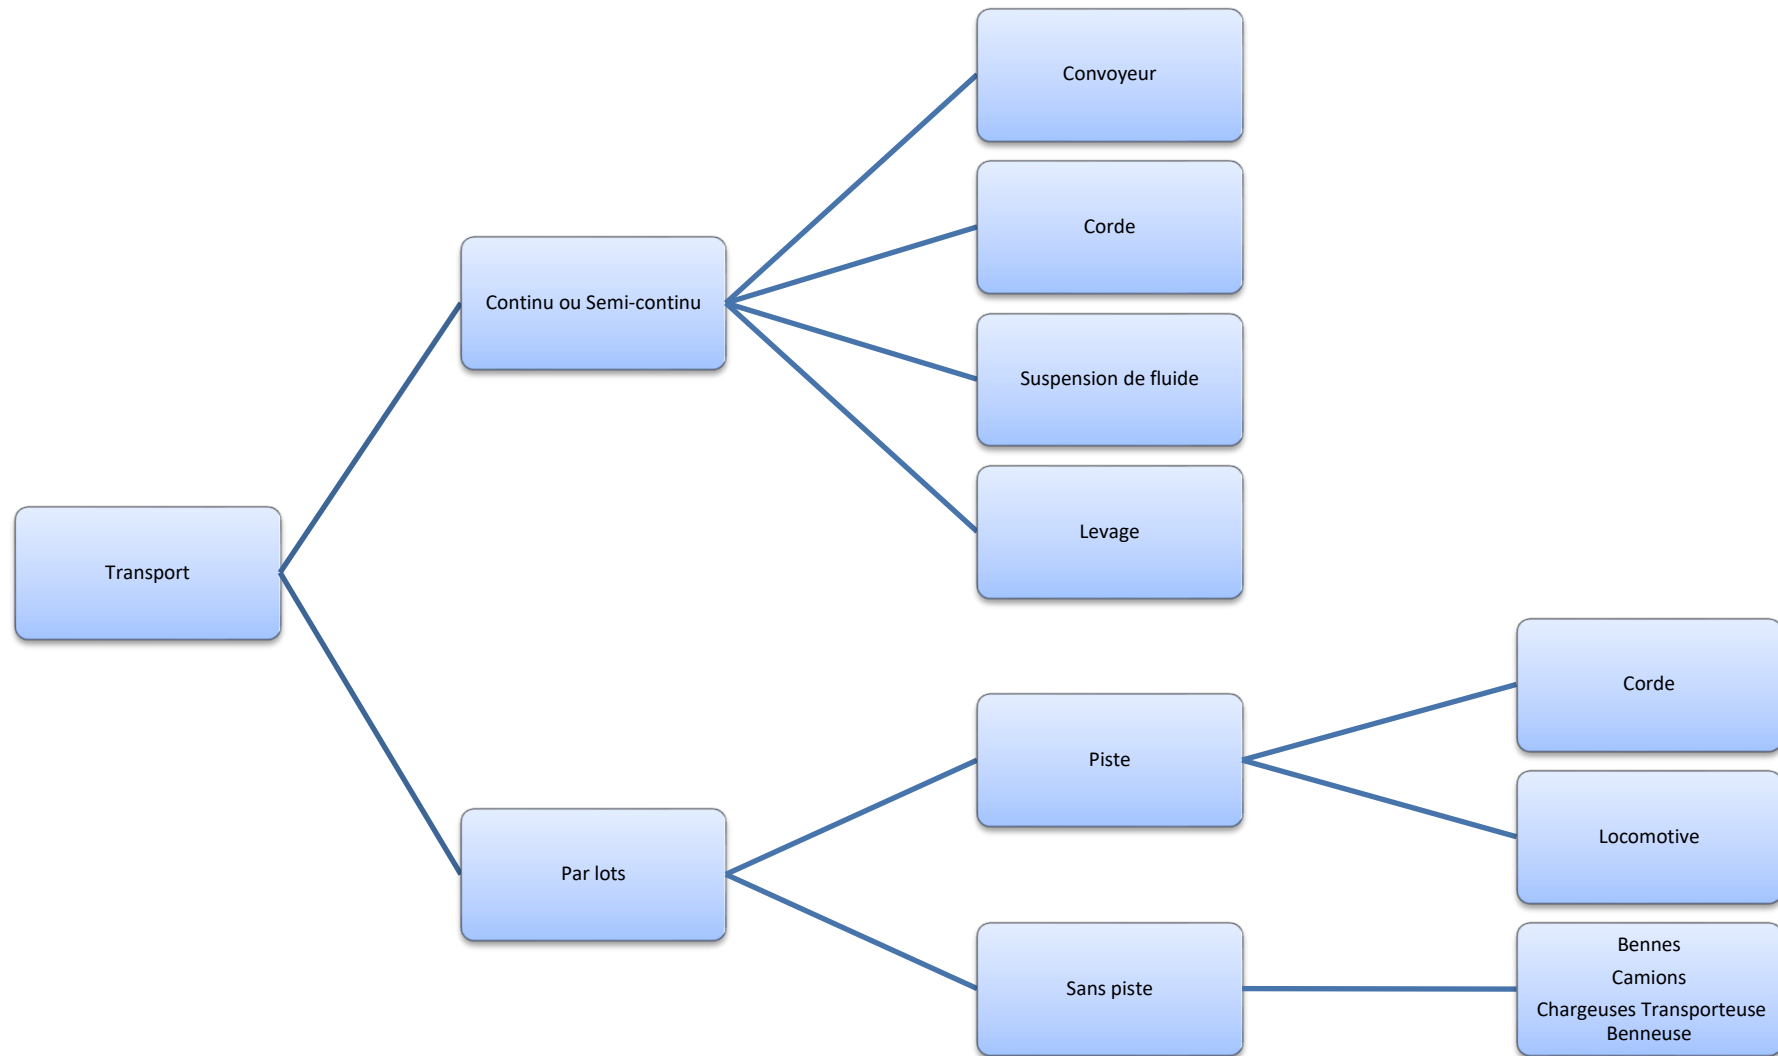 Convoyeur
Corde
Continu ou Semi-continu
Suspension de fluide
Levage
Transport
Corde
Piste
Locomotive
Par lots
Sans piste
Bennes
Camions
Chargeuses Transporteuse
Benneuse